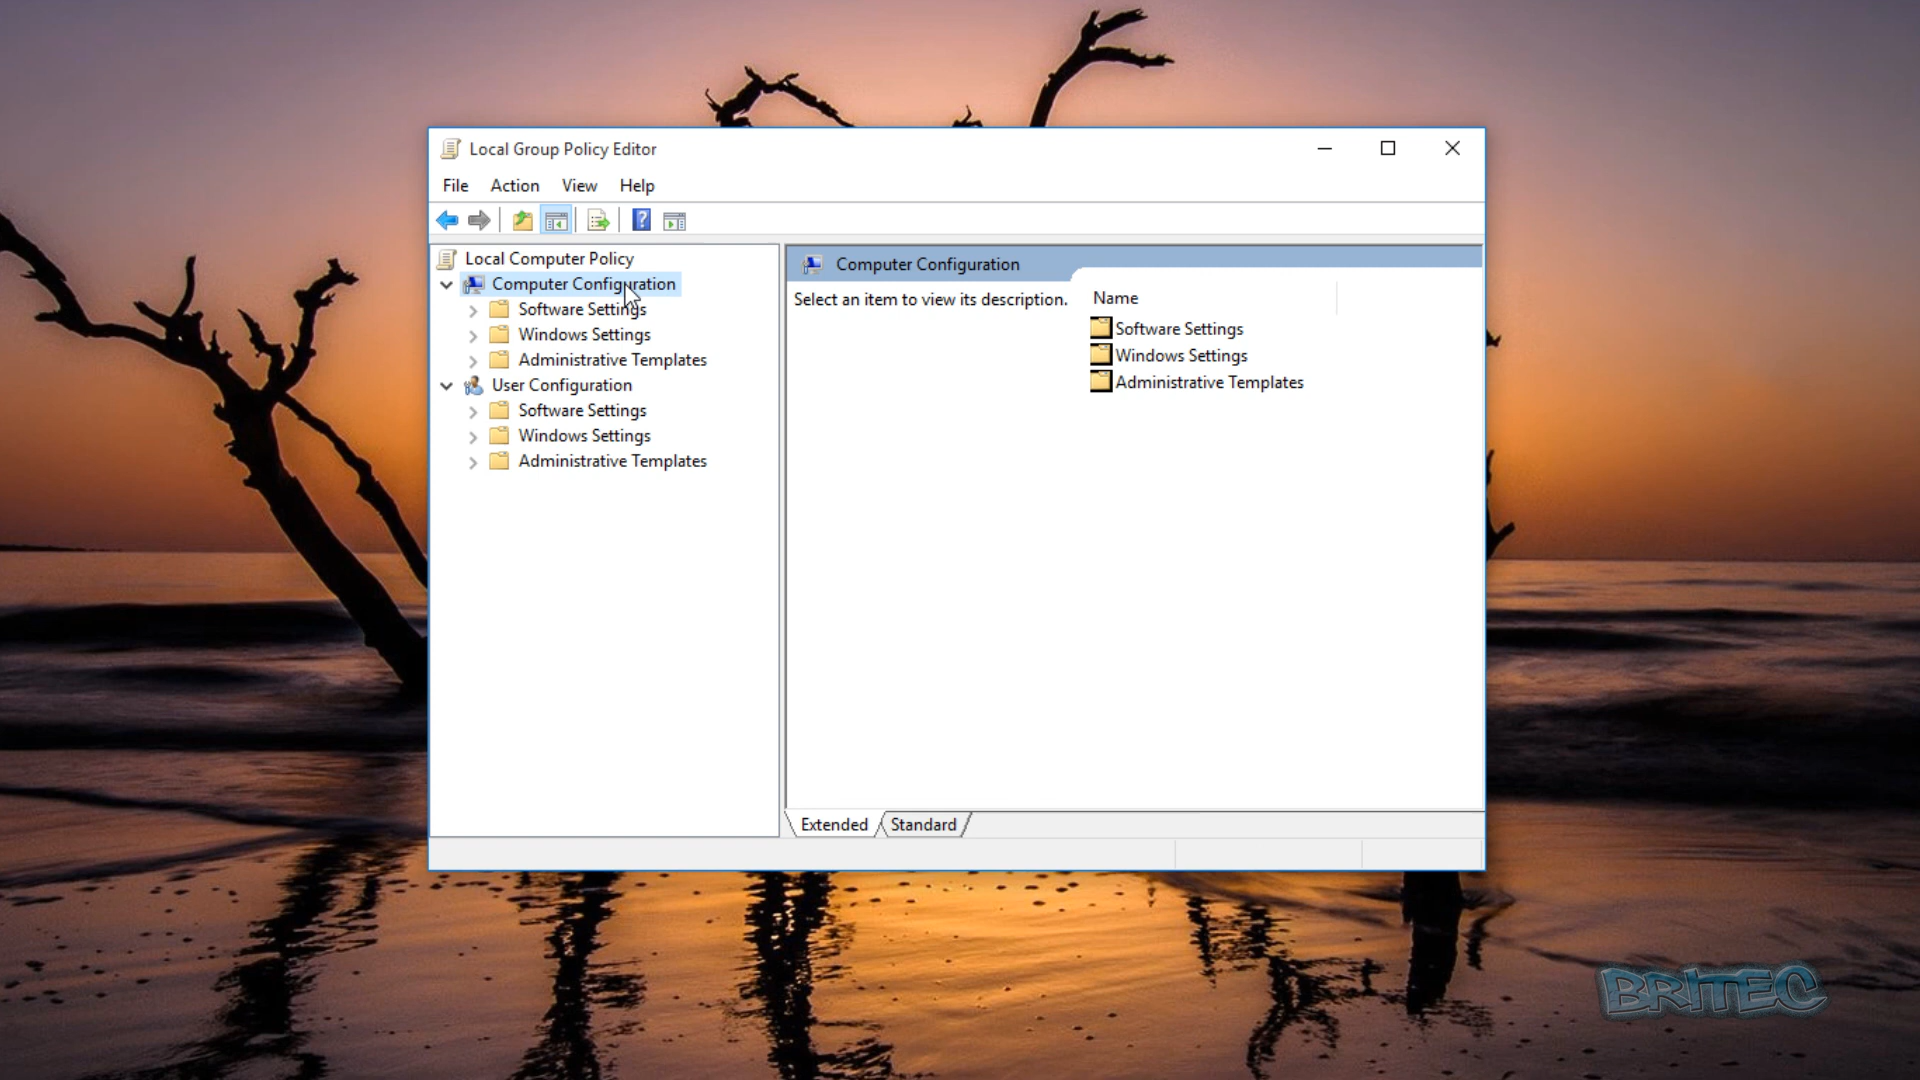 Local Group Policy Editor
File Action View Help
Local Computer Policy
Computer Configuration
Software Settings
Windows Settings
Administrative Templates
User Configuration
Software Settings
Windows Settings
Administrative Templates
Computer Configuration
Select an item to view its description.
Name
Software Settings
Windows Settings
Administrative Templates
Extended Standard
BRITEC